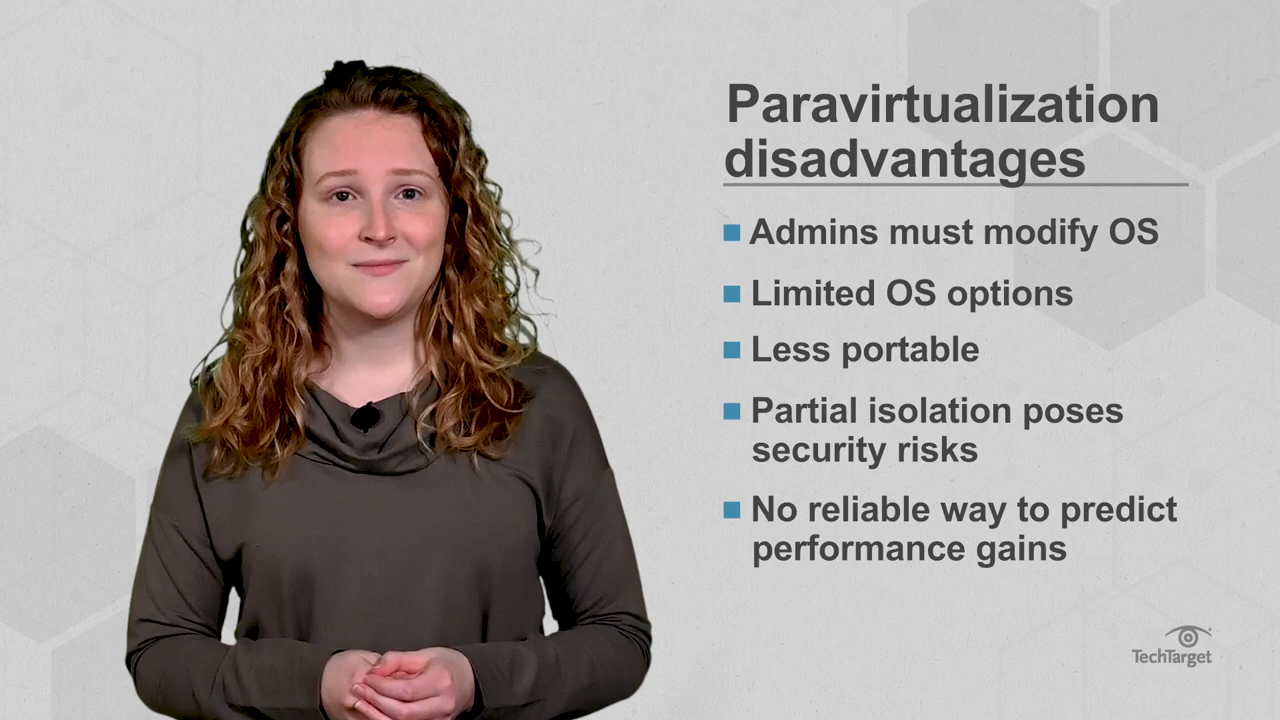 Paravirtualization
disadvantages
Admins must modify OS
Limited OS options
Less portable
Partial isolation poses
security risks
No reliable way to predict
performance gains
TechTarget